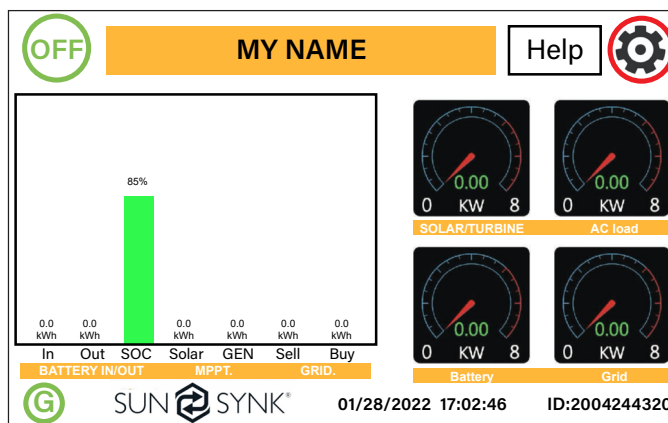 OFF
MY NAME
Help
85%
0.0 0.0 0.0 0.0 0.0 0.0
kWh kWh kWh kWh kWh kWh
In Out SOC Solar GEN Sell Buy
BATTERY IN/OUT MPPT. GRID.
0.00
0 KW 8
SOLAR/TURBINE
0.00
0 KW 8
AC load
0.00
0 KW 8
Battery
0.00
0 KW 8
Grid
G
SUN SYNK®
01/28/2022 17:02:46 ID:2004244320